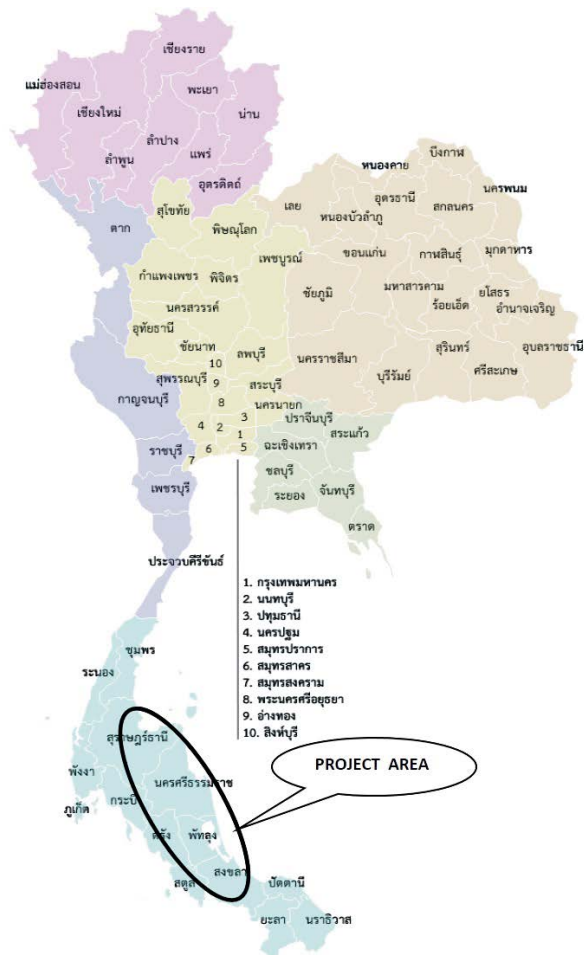 เชียงราย
แม่ฮ่องสอน
พะเยา
เชียงใหม่
น่าน
ลำปาง
แพร่
ลำพูน
อุตรดิตถ์
บึงกาฬ
หนองคาย
นครพนม
เลย
อุดรธานี
สกลนคร
หนองบัวลำภู
สุโขทัย
ตาก
พิษณุโลก
ขอนแก่น
กาฬสินธุ์
มุกดาหาร
เพชรบูรณ์
กำแพงเพชร
พิจิตร
ชัยภูมิ
มหาสารคาม
ยโสธร
ร้อยเอ็ด
อำนาจเจริญ
นครสวรรค์
อุทัยธานี
ชัยนาท
ลพบุรี
นครราชสีมา
สุรินทร์
อุบลราชธานี
บุรีรัมย์
ศรีสะเกษ
10
สุพรรณบุรี
9
สระบุรี
กาญจนบุรี
8
นครนายก
3
ปราจีนบุรี
4
2
1
สระแก้ว
ราชบุรี
6
5
ฉะเชิงเทรา
7
ชลบุรี
เพชรบุรี
ระยอง
จันทบุรี
ตราด
ประจวบคีรีขันธ์
1. กรุงเทพมหานคร
2. นนทบุรี
3. ปทุมธานี
4. นครปฐม
5. สมุทรปราการ
6. สมุทรสาคร
7. สมุทรสงคราม
8. พระนครศรีอยุธยา
9. อ่างทอง
10. สิงห์บุรี
ชุมพร
ระนอง
สุราษฎร์ธานี
PROJECT AREA
พังงา
นครศรีธรรมราช
กระบี่
ภูเก็ต
ตรัง
พัทลุง
สงขลา
สตูล
ปัตตานี
ยะลา
นราธิวาส